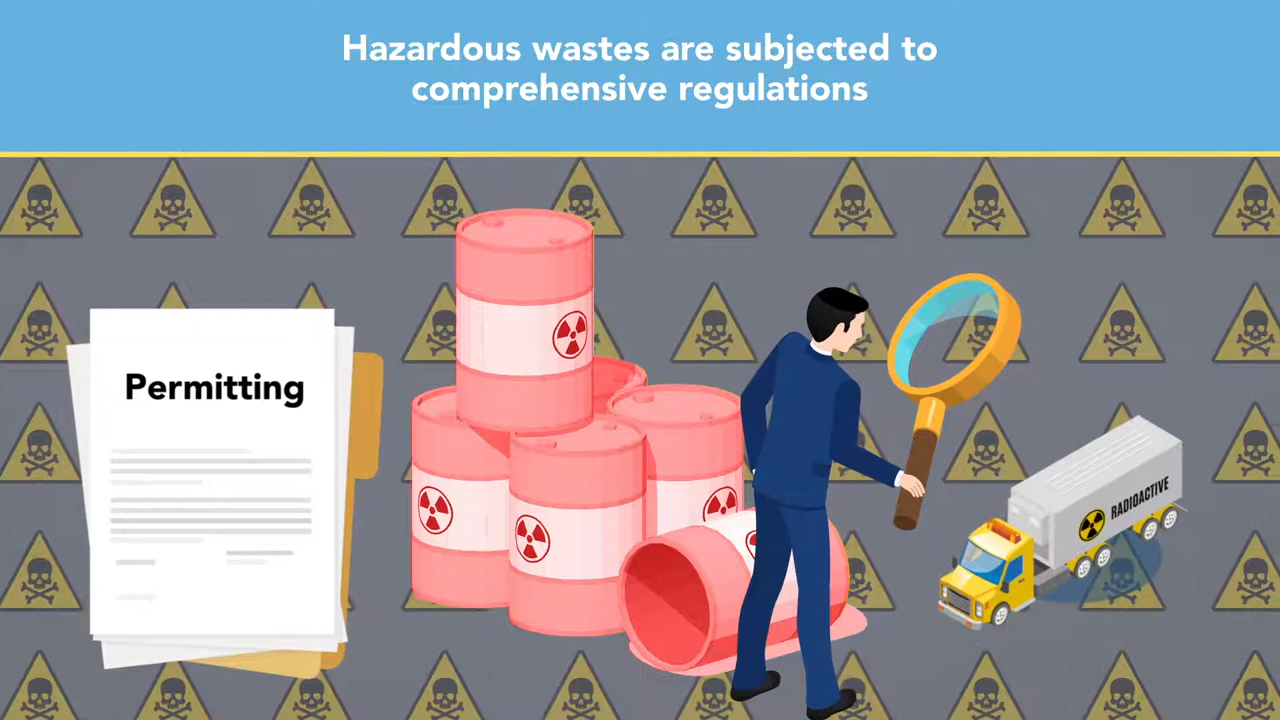 Hazardous wastes are subjected to
comprehensive regulations
Permitting
RADIOACTIVE